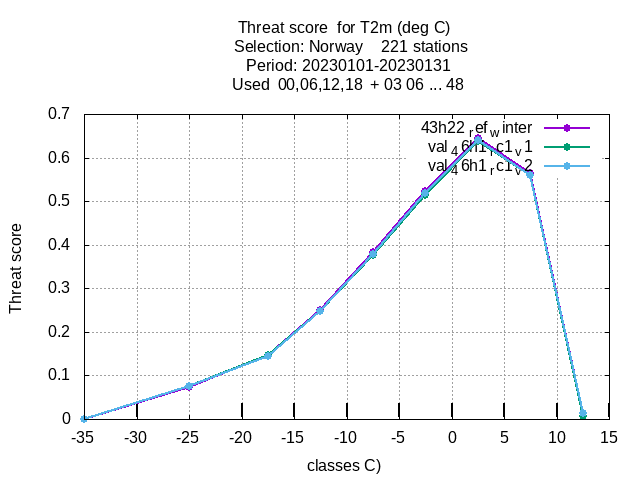 Threat score  for T2m (deg C)
Selection: Norway    221 stations
Period: 20230101-20230131
Used  00,06,12,18  + 03 06 ... 48
0.7
0.6
0.5
0.4
0.3
0.2
0.1
0
Threat score
43h22_ref_winter
val_46h1_rc1_v1
val_46h1_rc1_v2
-35 -30 -25 -20 -15 -10 -5 0 5 10 15
classes C)